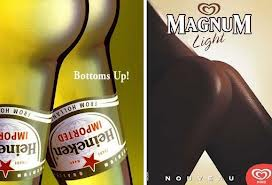 Bottoms Up!
Heineken
IMPORTED
Heineken
IMPORTED
MAGNUM
Light
NOUVEAU